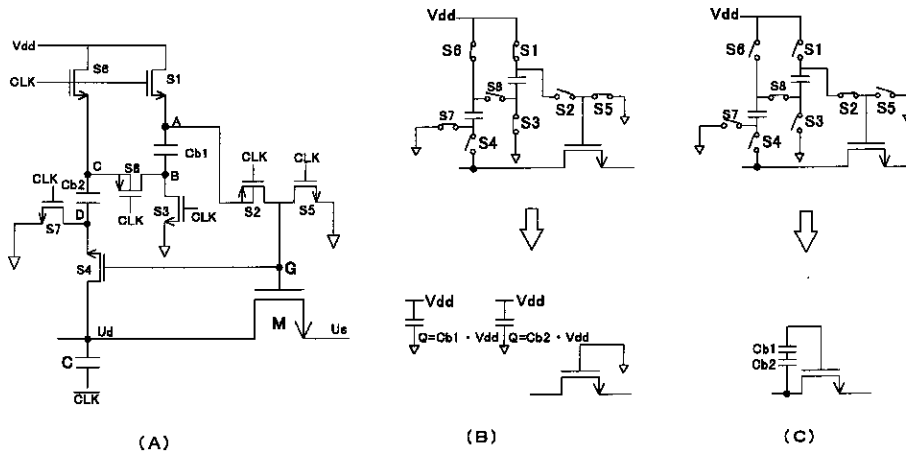 Vdd
S6
S1
CLK
A
Cb1
C
S8
B
Cb2
CLK
CLK
D
S7
S3
CLK
CLK
S2
CLK
S5
S4
G
M
Ud
Us
C
CLK
(A)
Vdd
S6
S1
S8
S2
S5
S7
S3
S4
Vdd
Q=Cb1・Vdd
Vdd
Q=Cb2・Vdd
(B)
Vdd
S6
S1
S8
S2
S5
S7
S3
S4
Cb1
Cb2
(C)